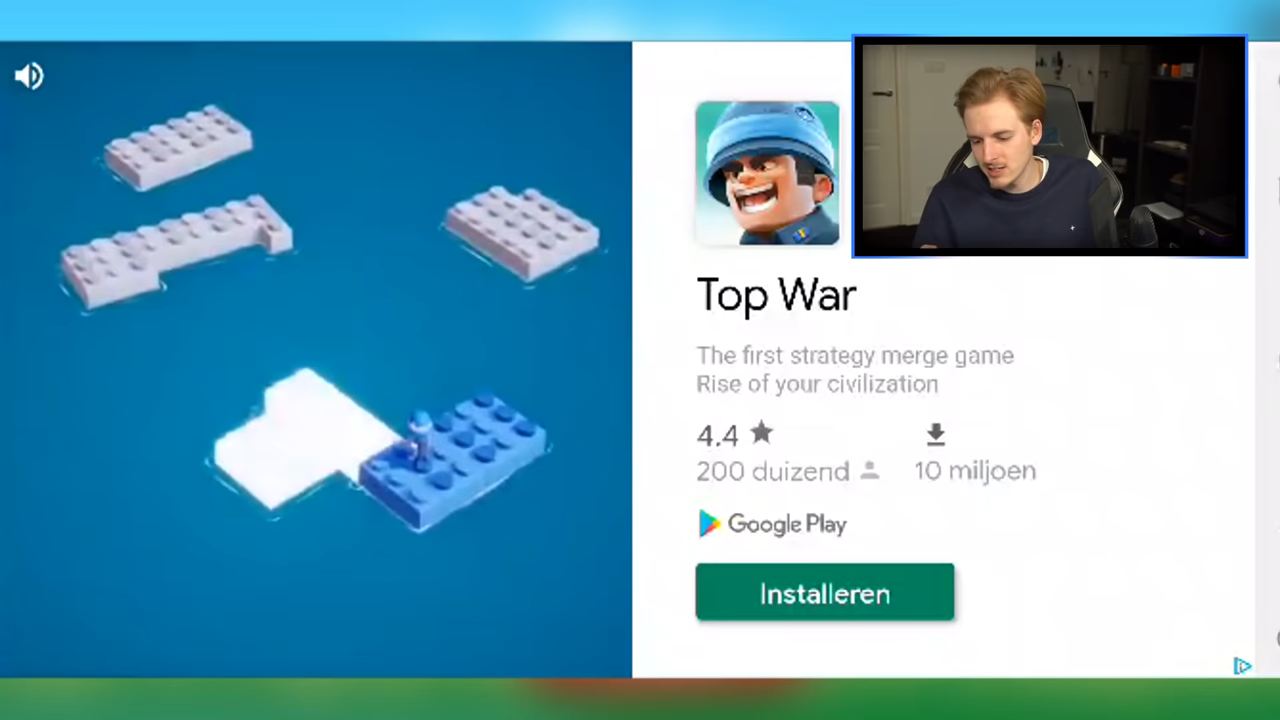 Top War
The first strategy merge game
Rise of your civilization
4.4
200 duizend
10 miljoen
Google Play
Installeren